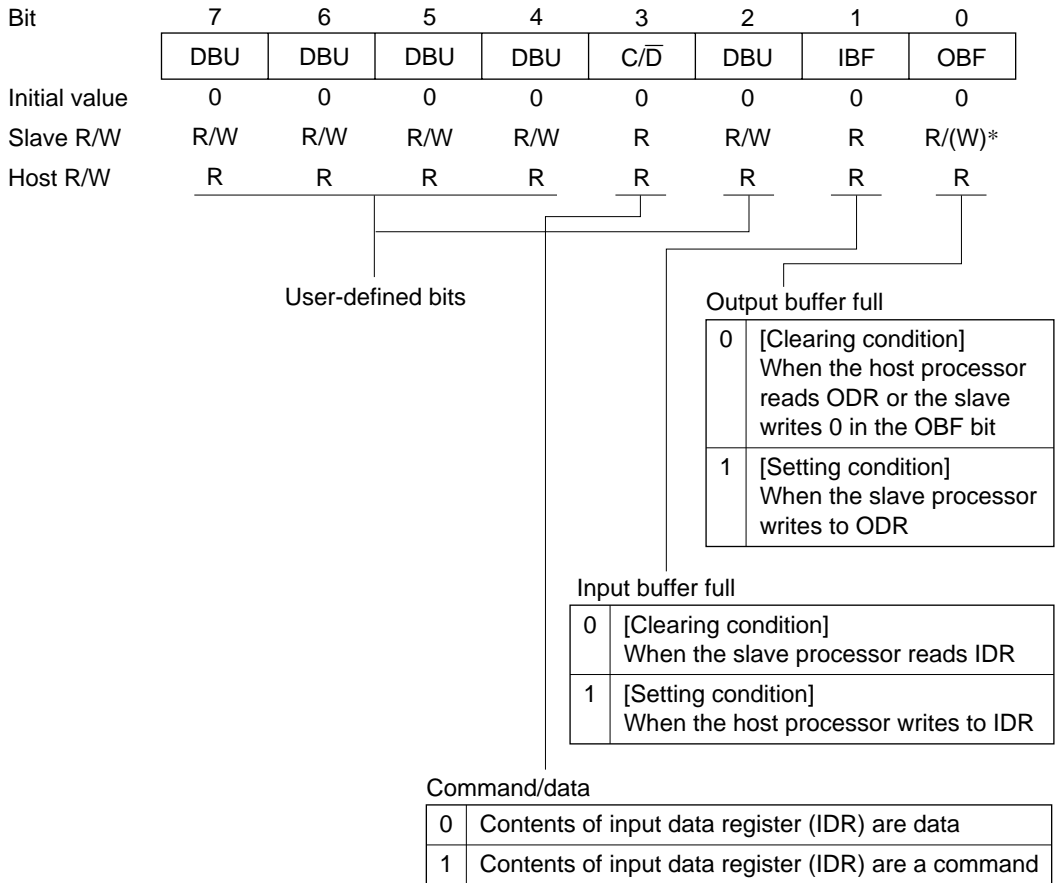 Bit 7 6 5 4 3 2 1 0
DBU DBU DBU DBU C/D̅ DBU IBF OBF
Initial value 0 0 0 0 0 0 0 0
Slave R/W R/W R/W R/W R/W R R/W R R/(W)*
Host R/W R R R R R R R R
User-defined bits
Output buffer full
0 [Clearing condition]
When the host processor
reads ODR or the slave
writes 0 in the OBF bit
1 [Setting condition]
When the slave processor
writes to ODR
Input buffer full
0 [Clearing condition]
When the slave processor reads IDR
1 [Setting condition]
When the host processor writes to IDR
Command/data
0 Contents of input data register (IDR) are data
1 Contents of input data register (IDR) are a command